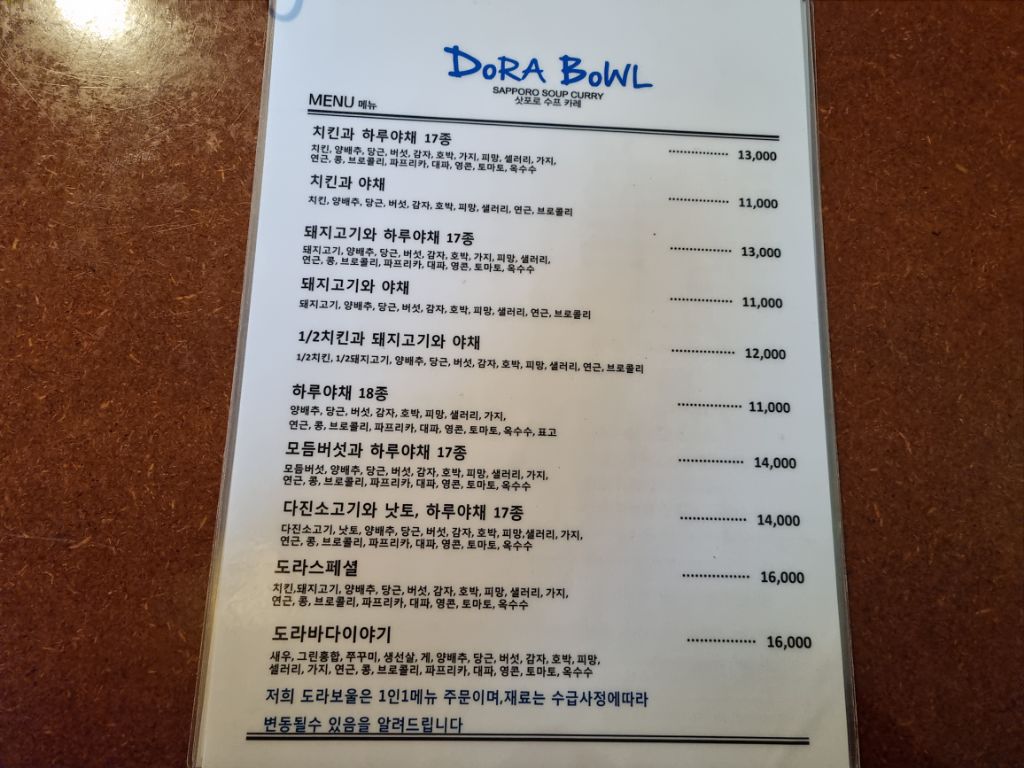 DORA BOWL
SAPPORO SOUP CURRY
삿포로 수프 카레
MENU 메뉴
치킨과 하루야채 17종 ················ 13,000
치킨, 양배추, 당근, 버섯, 감자, 호박, 가지, 피망, 셀러리, 가지,
연근, 콩, 브로콜리, 파프리카, 대파, 영콘, 토마토, 옥수수
치킨과 야채 ················ 11,000
치킨, 양배추, 당근, 버섯, 감자, 호박, 피망, 샐러리, 연근, 브로콜리
돼지고기와 하루야채 17종 ················ 13,000
돼지고기, 양배추, 당근, 버섯, 감자, 호박, 가지, 피망, 샐러리,
연근, 콩, 브로콜리, 파프리카, 대파, 영콘, 토마토, 옥수수
돼지고기와 야채 ················ 11,000
돼지고기, 양배추, 당근, 버섯, 감자, 호박, 피망, 샐러리, 연근, 브로콜리
1/2치킨과 돼지고기와 야채 ················ 12,000
1/2치킨, 1/2돼지고기, 양배추, 당근, 버섯, 감자, 호박, 피망, 샐러리, 연근, 브로콜리
하루야채 18종 ················ 11,000
양배추, 당근, 버섯, 감자, 호박, 피망, 샐러리, 가지,
연근, 콩, 브로콜리, 파프리카, 대파, 영콘, 토마토, 옥수수, 표고
모듬버섯과 하루야채 17종 ················ 14,000
모듬버섯, 양배추, 당근, 버섯, 감자, 호박, 피망, 샐러리, 가지,
연근, 콩, 브로콜리, 파프리카, 대파, 영콘, 토마토, 옥수수
다진소고기와 낫토, 하루야채 17종 ················ 14,000
다진소고기, 낫토, 양배추, 당근, 버섯, 감자, 호박, 피망,샐러리, 가지,
연근, 콩, 브로콜리, 파프리카, 대파, 영콘, 토마토, 옥수수
도라스페셜 ················ 16,000
치킨,돼지고기, 양배추, 당근, 버섯, 감자, 호박, 피망, 샐러리, 가지,
연근, 콩, 브로콜리, 파프리카, 대파, 영콘, 토마토, 옥수수
도라바다이야기 ················ 16,000
새우, 그린홍합, 쭈꾸미, 생선살, 게, 양배추, 당근, 버섯, 감자, 호박, 피망,
셀러리, 가지, 연근, 콩, 브로콜리, 파프리카, 대파, 영콘, 토마토, 옥수수
저희 도라보울은 1인1메뉴 주문이며,재료는 수급사정에따라
변동될수 있음을 알려드립니다